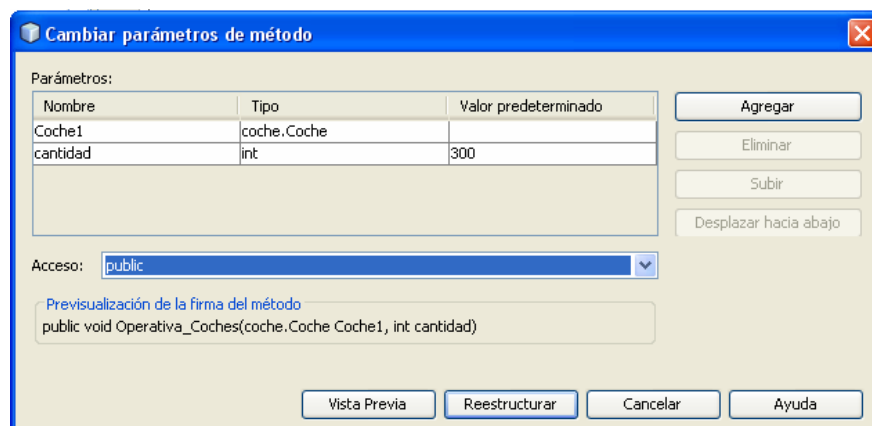 Cambiar parámetros de método
Parámetros:
Nombre Tipo Valor predeterminado
Coche1 coche.Coche
cantidad int 300
Agregar
Eliminar
Subir
Desplazar hacia abajo
Acceso: public
Previsualización de la firma del método
public void Operativa_Coches(coche.Coche Coche1, int cantidad)
Vista Previa Reestructurar Cancelar Ayuda